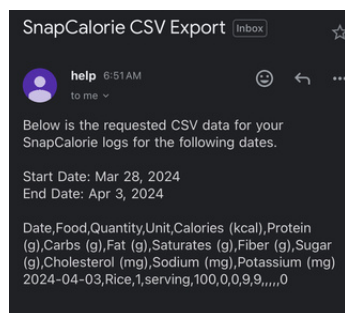 SnapCalorie CSV Export Inbox
help 6:51 AM
to me
Below is the requested CSV data for your
SnapCalorie logs for the following dates.
Start Date: Mar 28, 2024
End Date: Apr 3, 2024
Date,Food,Quantity,Unit,Calories (kcal),Protein
(g),Carbs (g),Fat (g),Saturates (g),Fiber (g),Sugar
(g),Cholesterol (mg),Sodium (mg),Potassium (mg)
2024-04-03,Rice,1,serving,100,0,0,9,9,,,,,0